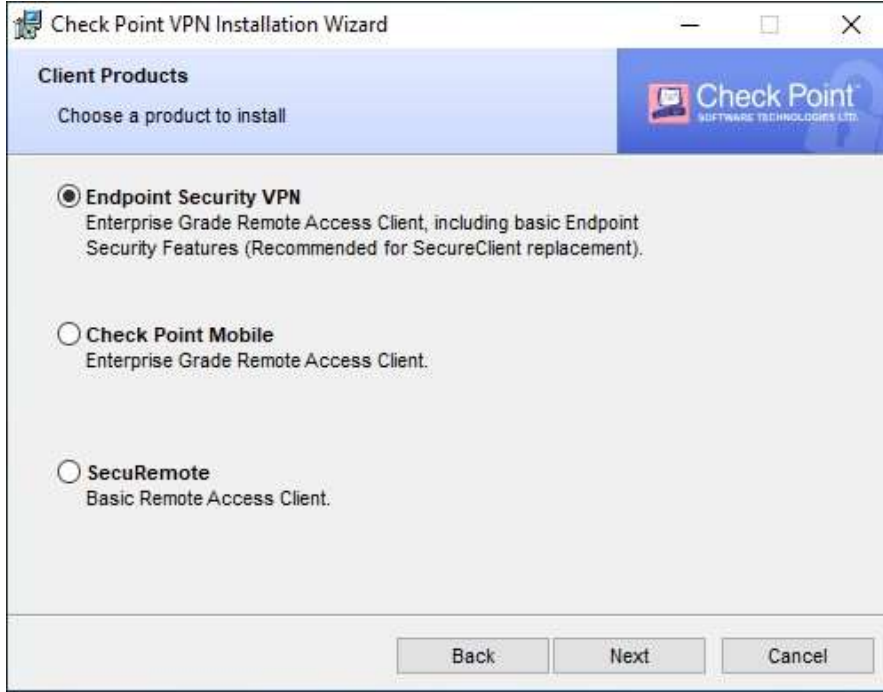 Check Point VPN Installation Wizard
Client Products
Choose a product to install
Check Point™
SOFTWARE TECHNOLOGIES LTD.
Endpoint Security VPN
Enterprise Grade Remote Access Client, including basic Endpoint
Security Features (Recommended for SecureClient replacement).
Check Point Mobile
Enterprise Grade Remote Access Client.
SecuRemote
Basic Remote Access Client.
Back
Next
Cancel